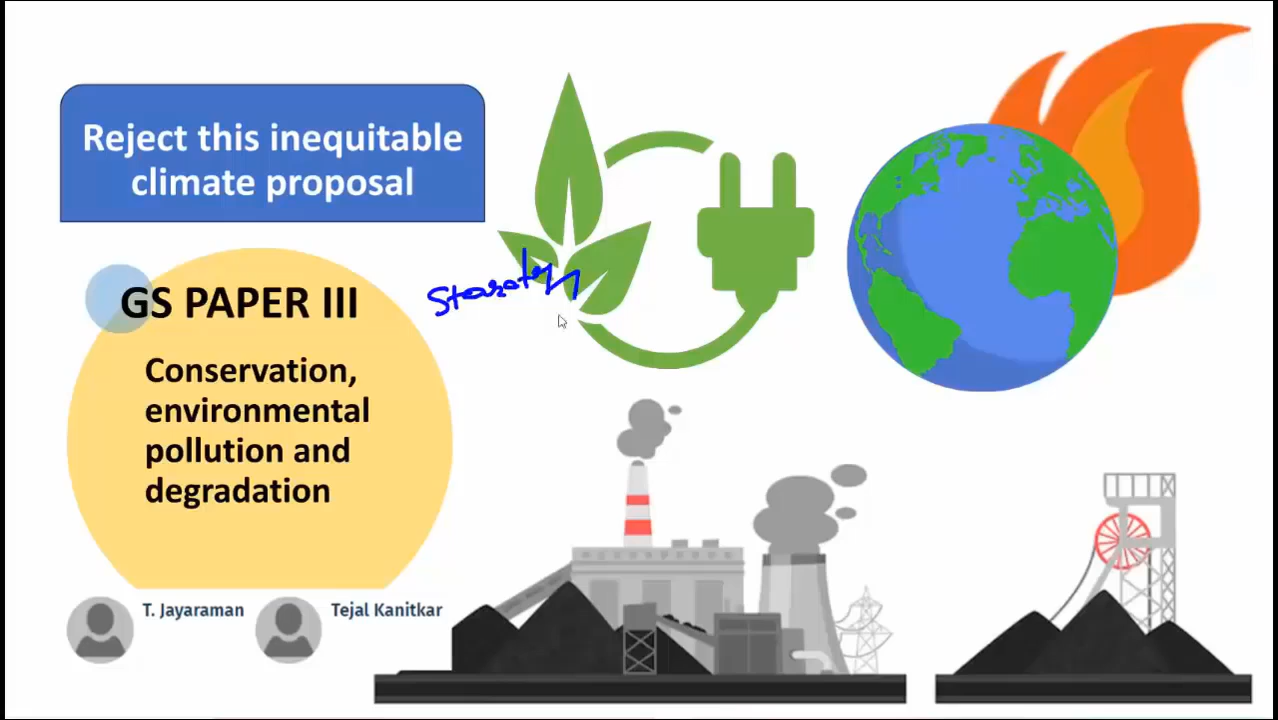 Reject this inequitable
climate proposal
GS PAPER III
Conservation,
environmental
pollution and
degradation
T. Jayaraman
Tejal Kanitkar